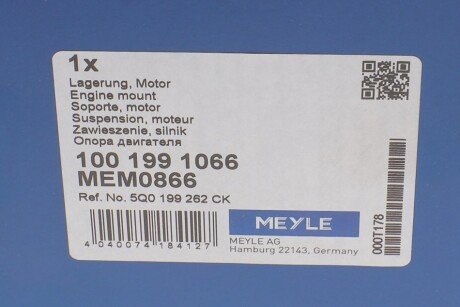 1x
Lagerung, Motor
Engine mount
Soporte, motor
Suspension, moteur
Zawieszenie, silnik
Опора двигателя
100 199 1066
MEM0866
Ref. No. 5Q0 199 262 CK
4 040074 184127
MEYLE
MEYLE AG
Hamburg 22143, Germany
000T178